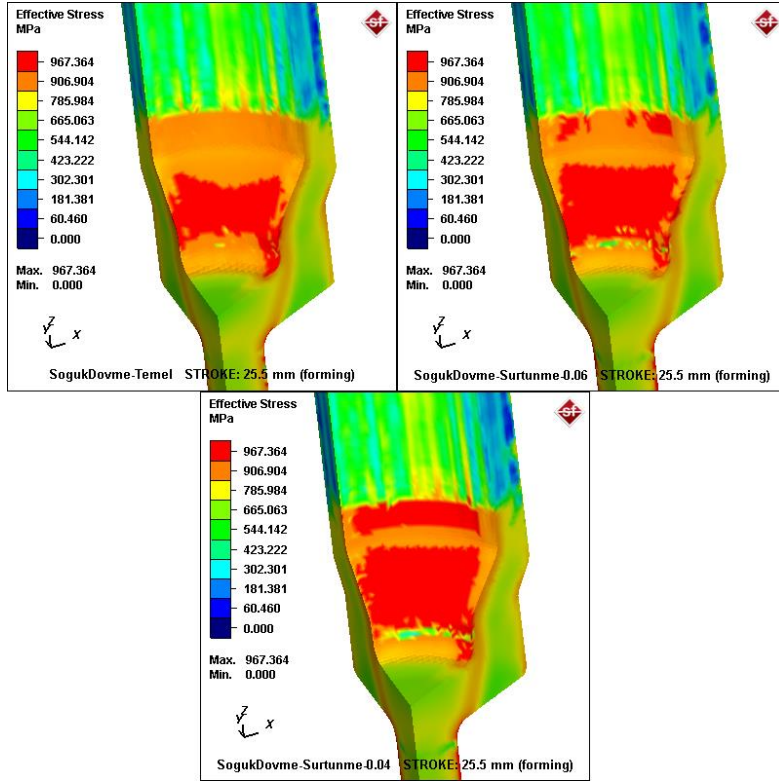 Effective Stress
MPa
967.364
906.904
785.984
665.063
544.142
423.222
302.301
181.381
60.460
0.000
Max. 967.364
Min. 0.000
Z
Y
X
SogukDovme-Temel STROKE: 25.5 mm (forming)
Effective Stress
MPa
967.364
906.904
785.984
665.063
544.142
423.222
302.301
181.381
60.460
0.000
Max. 967.364
Min. 0.000
Z
Y
X
SogukDovme-Surtunme-0.06 STROKE: 25.5 mm (forming)
Effective Stress
MPa
967.364
906.904
785.984
665.063
544.142
423.222
302.301
181.381
60.460
0.000
Max. 967.364
Min. 0.000
Z
Y
X
SogukDovme-Surtunme-0.04 STROKE: 25.5 mm (forming)